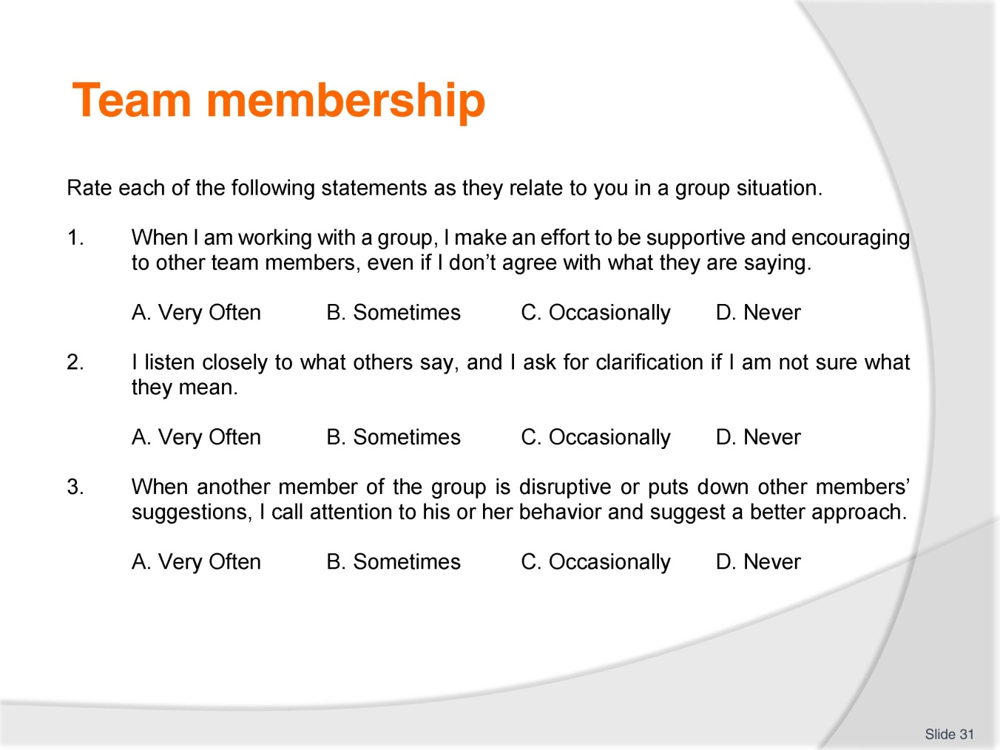 Team membership
Rate each of the following statements as they relate to you in a group situation.
1. When I am working with a group, I make an effort to be supportive and encouraging
to other team members, even if I don’t agree with what they are saying.
A. Very Often B. Sometimes C. Occasionally D. Never
2. I listen closely to what others say, and I ask for clarification if I am not sure what
they mean.
A. Very Often B. Sometimes C. Occasionally D. Never
3. When another member of the group is disruptive or puts down other members’
suggestions, I call attention to his or her behavior and suggest a better approach.
A. Very Often B. Sometimes C. Occasionally D. Never
Slide 31